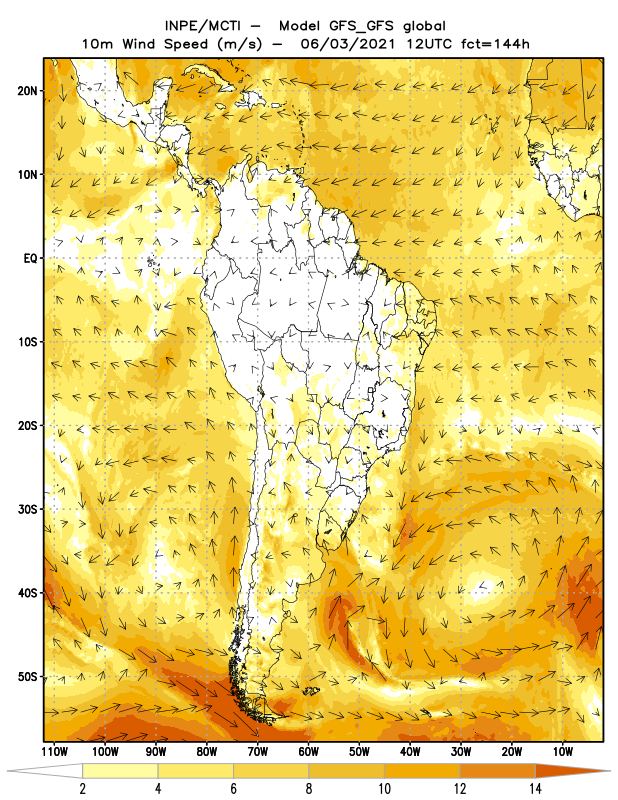 INPE/MCTI – Model GFS_GFS global
10m Wind Speed (m/s) – 06/03/2021 12UTC fct=144h
20N
10N
EQ
10S
20S
30S
40S
50S
110W 100W 90W 80W 70W 60W 50W 40W 30W 20W 10W
2 4 6 8 10 12 14